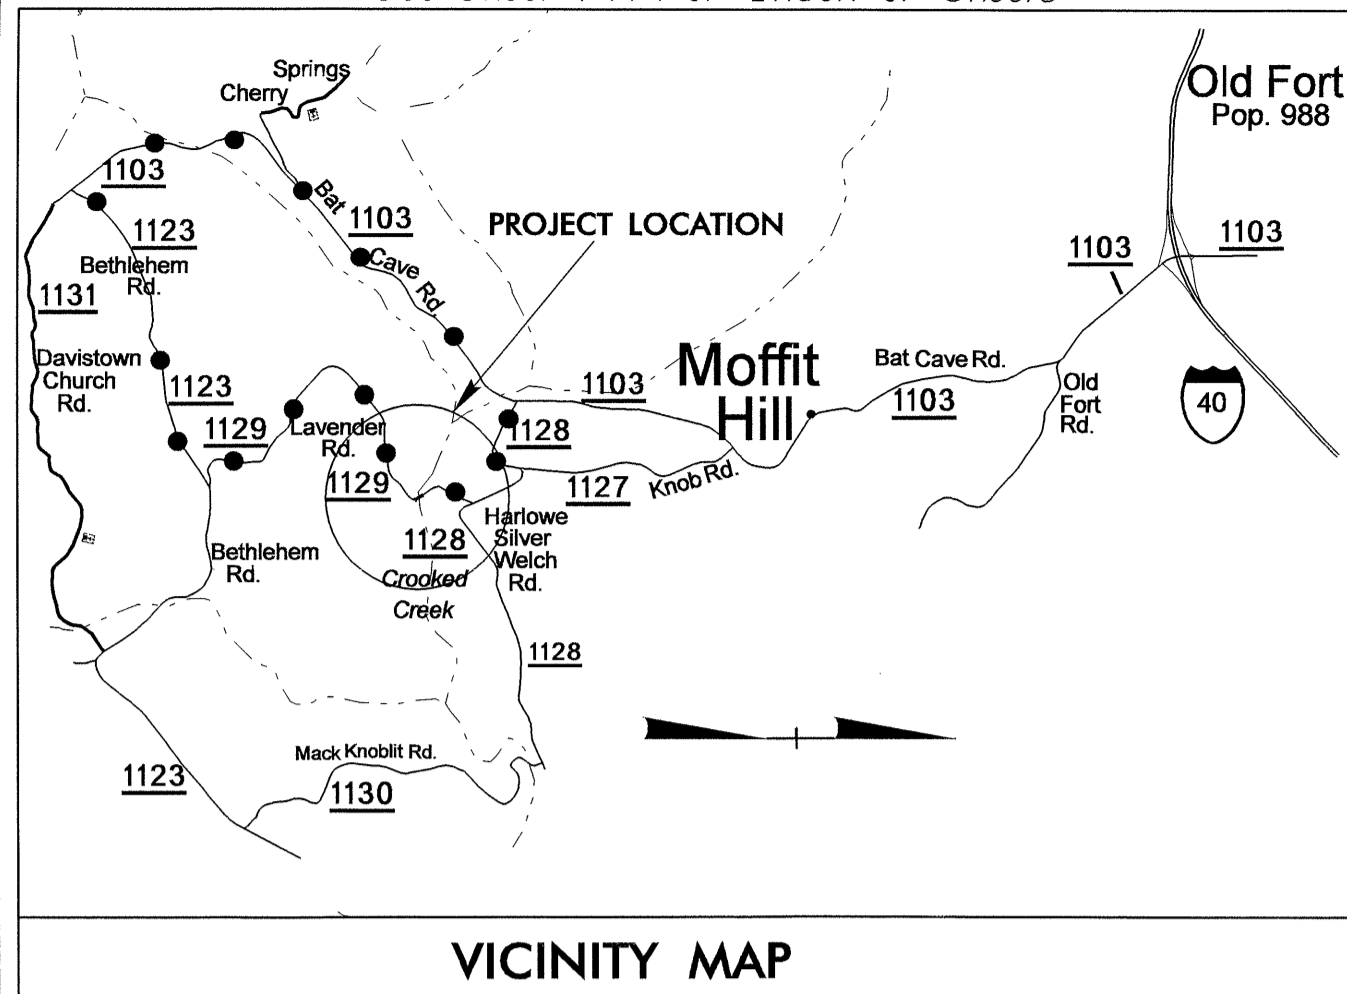 Springs
Cherry
Old Fort
Pop. 988
1103
Bat
1103
PROJECT LOCATION
1123
1103
1103
Bethlehem
Rd.
Cave Rd.
1131
Davistown
Church
Rd.
Moffit
Hill
Bat Cave Rd.
1103
1123
1103
Old
Fort
Rd.
40
1129
Lavender
Rd.
1128
1129
1127
Knob Rd.
Harlowe
Silver
Welch
Rd.
1128
Bethlehem
Rd.
Crooked
Creek
1128
Mack Knoblit Rd.
1123
1130
VICINITY MAP